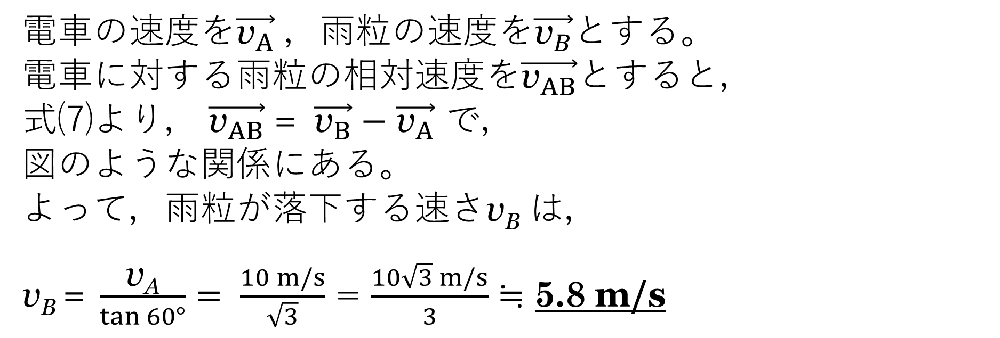 電車の速度を$\overrightarrow{v_{\mathrm{A}}}$ , 雨粒の速度を$\overrightarrow{v_B}$とする。
電車に対する雨粒の相対速度を$\overrightarrow{v_{\mathrm{AB}}}$とすると,
式(7)より, $\overrightarrow{v_{\mathrm{AB}}} = \overrightarrow{v_{\mathrm{B}}} - \overrightarrow{v_{\mathrm{A}}}$ で,
図のような関係にある。
よって, 雨粒が落下する速さ$v_B$ は,
$v_B = \frac{v_A}{\tan 60°} = \frac{10 \text{ m/s}}{\sqrt{3}} = \frac{10\sqrt{3} \text{ m/s}}{3} ≒ 5.8 \text{ m/s}$